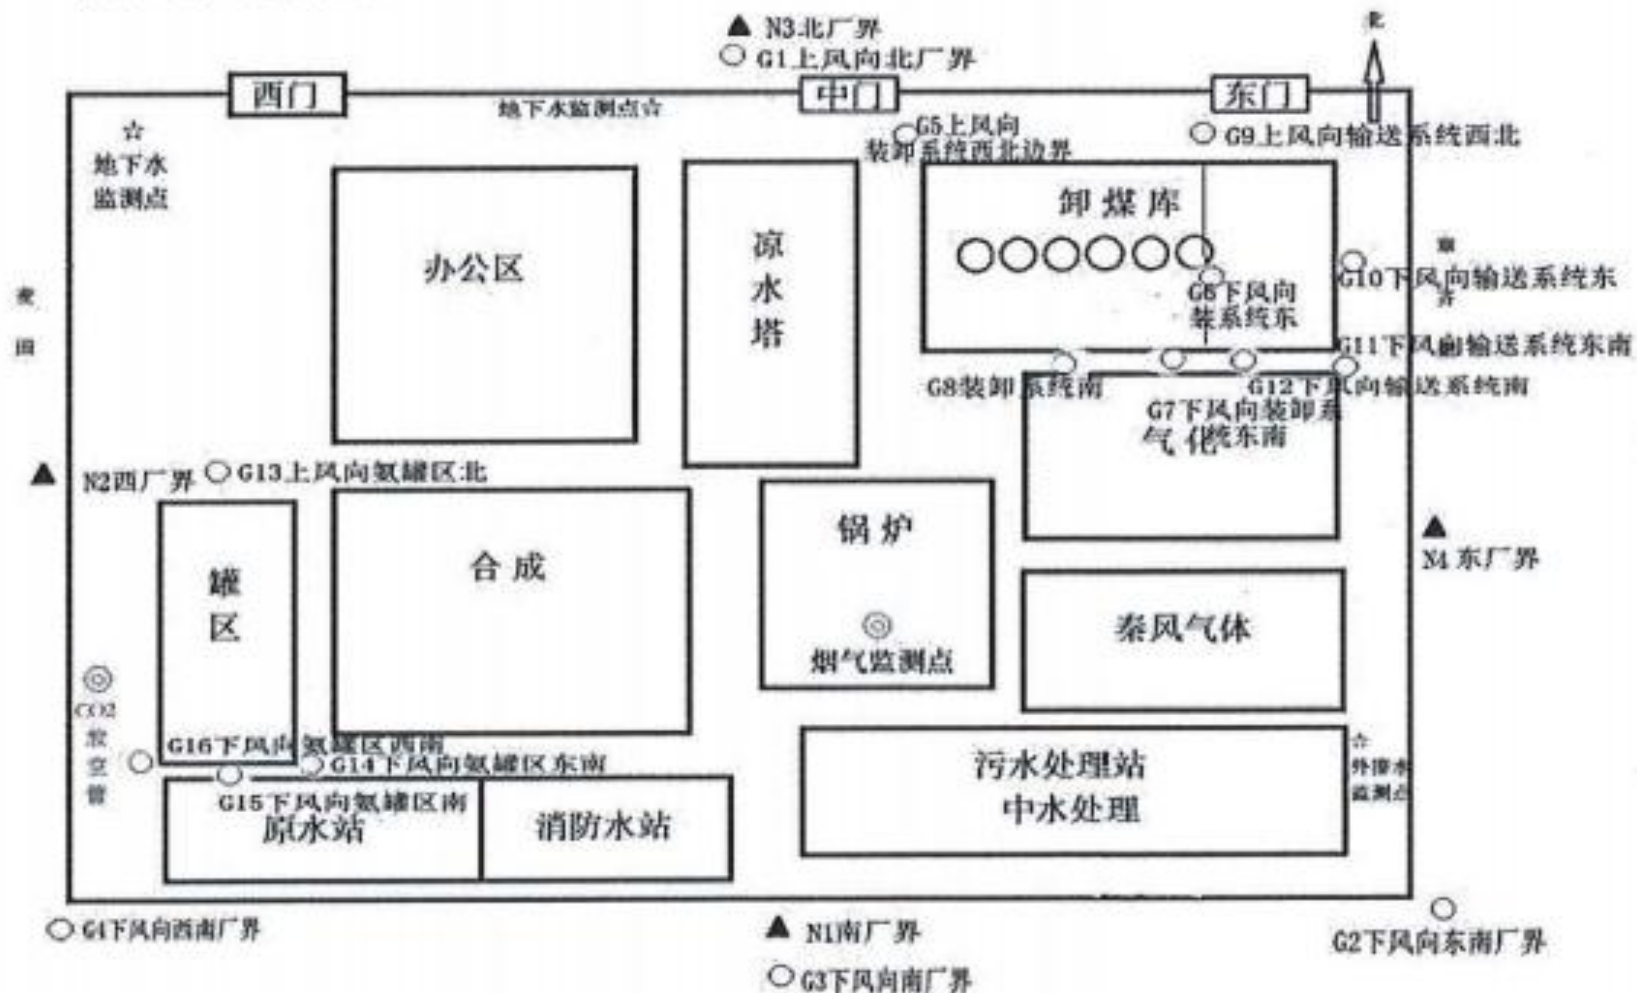 北
N3北厂界
G1上风向北厂界
西门
中门
东门
地下水监测点☆
☆
地下水
监测点
G5上风向
装卸系统西北边界
G9上风向输送系统西北
办公区
凉
水
塔
卸煤库
G6下风向
装系统东
G10下风向输送系统东
麦
田
G11下风向输送系统东南
G8装卸系统南
G12下风向输送系统南
G7下风向装卸系
统东南
气化
N2西厂界
G13上风向氨罐区北
罐
区
合成
锅炉
烟气监测点
N4东厂界
秦风气体
CO2
放
空
管
G16下风向氨罐区西南
G14下风向氨罐区东南
G15下风向氨罐区南
原水站
消防水站
污水处理站
中水处理
☆
外排水
监测点
G4下风向西南厂界
N1南厂界
G3下风向南厂界
G2下风向东南厂界